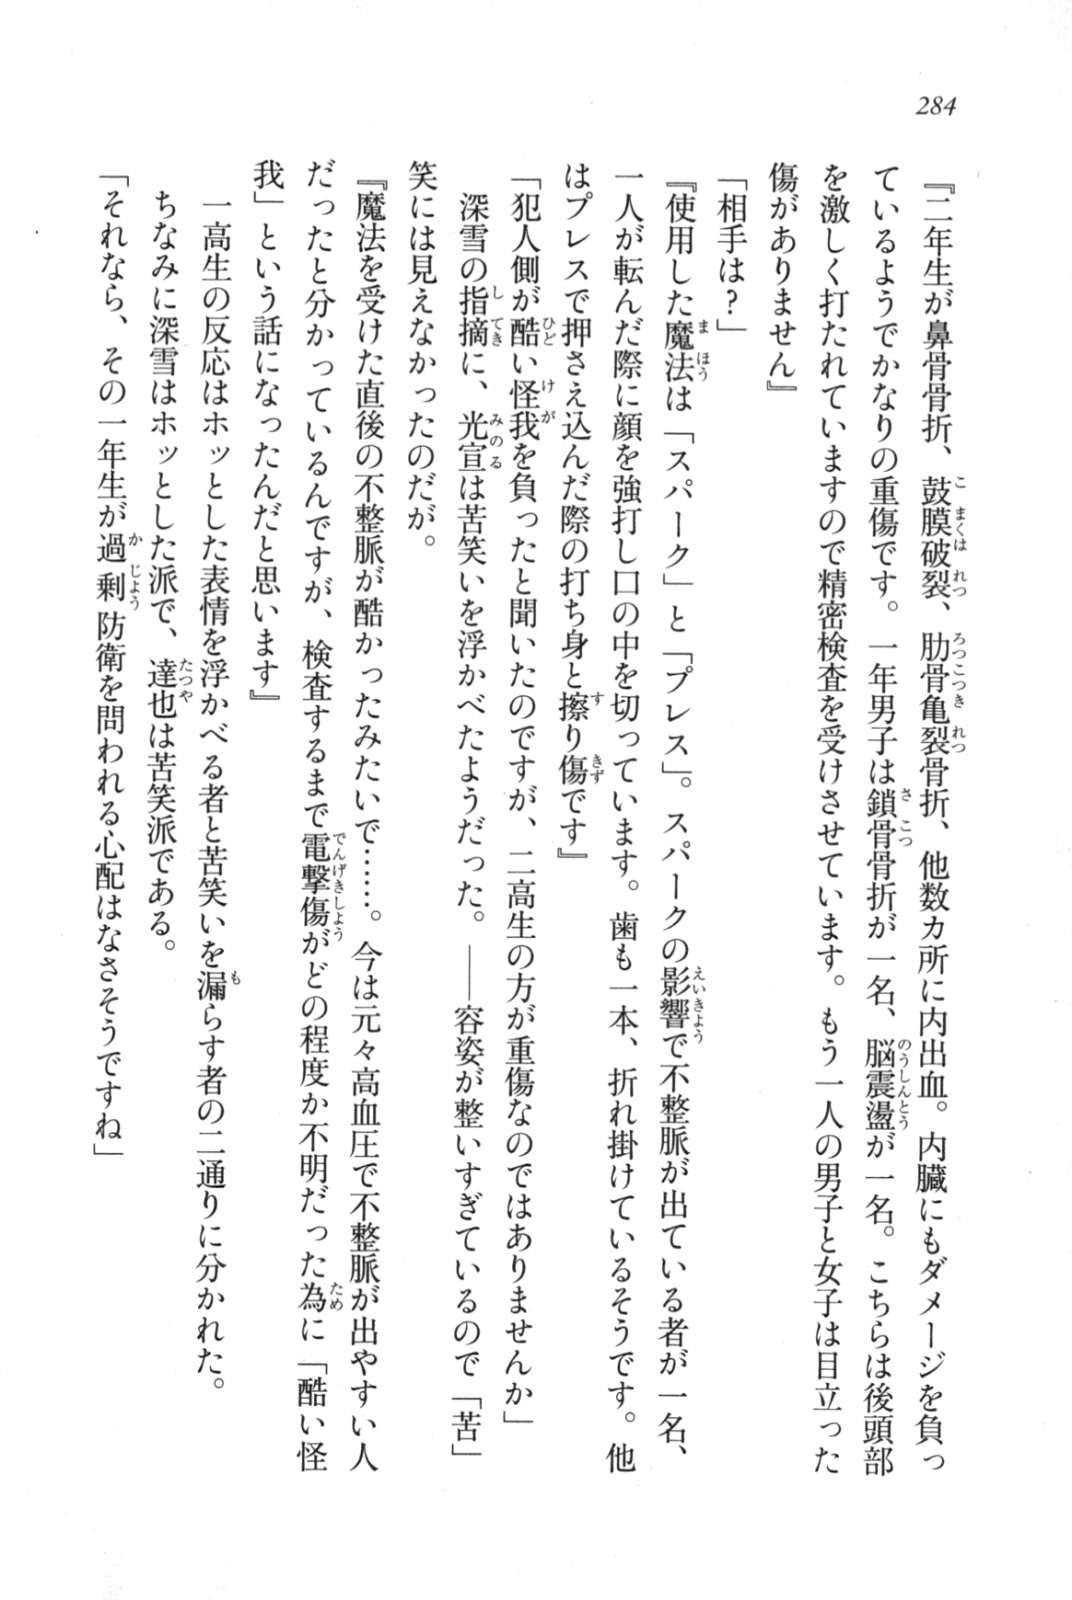 284
『二年生が鼻骨骨折、鼓膜破裂、肋骨亀裂骨折、他数カ所に内出血。内臓にもダメージを負っ
ているようでかなりの重傷です。一年男子は鎖骨骨折が一名、脳震盪が一名。こちらは後頭部
を激しく打たれていますので精密検査を受けさせています。もう一人の男子と女子は目立った
傷がありません』
「相手は？」
『使用した魔法は「スパーク」と「プレス」。スパークの影響で不整脈が出ている者が一名、
一人が転んだ際に顔を強打し口の中を切っています。歯も一本、折れ掛けているそうです。他
はプレスで押さえ込んだ際の打ち身と擦り傷です』
「犯人側が酷い怪我を負ったと聞いたのですが、二高生の方が重傷なのではありませんか」
深雪の指摘に、光宣は苦笑いを浮かべたようだった。――容姿が整いすぎているので「苦」
笑には見えなかったのだが。
『魔法を受けた直後の不整脈が酷かったみたいで……。今は元々高血圧で不整脈が出やすい人
だったと分かっているんですが、検査するまで電撃傷がどの程度か不明だった為に「酷い怪
我」という話になったんだと思います』
一高生の反応はホッとした表情を浮かべる者と苦笑いを漏らす者の二通りに分かれた。
ちなみに深雪はホッとした派で、達也は苦笑派である。
「それなら、その一年生が過剰防衛を問われる心配はなさそうですね」